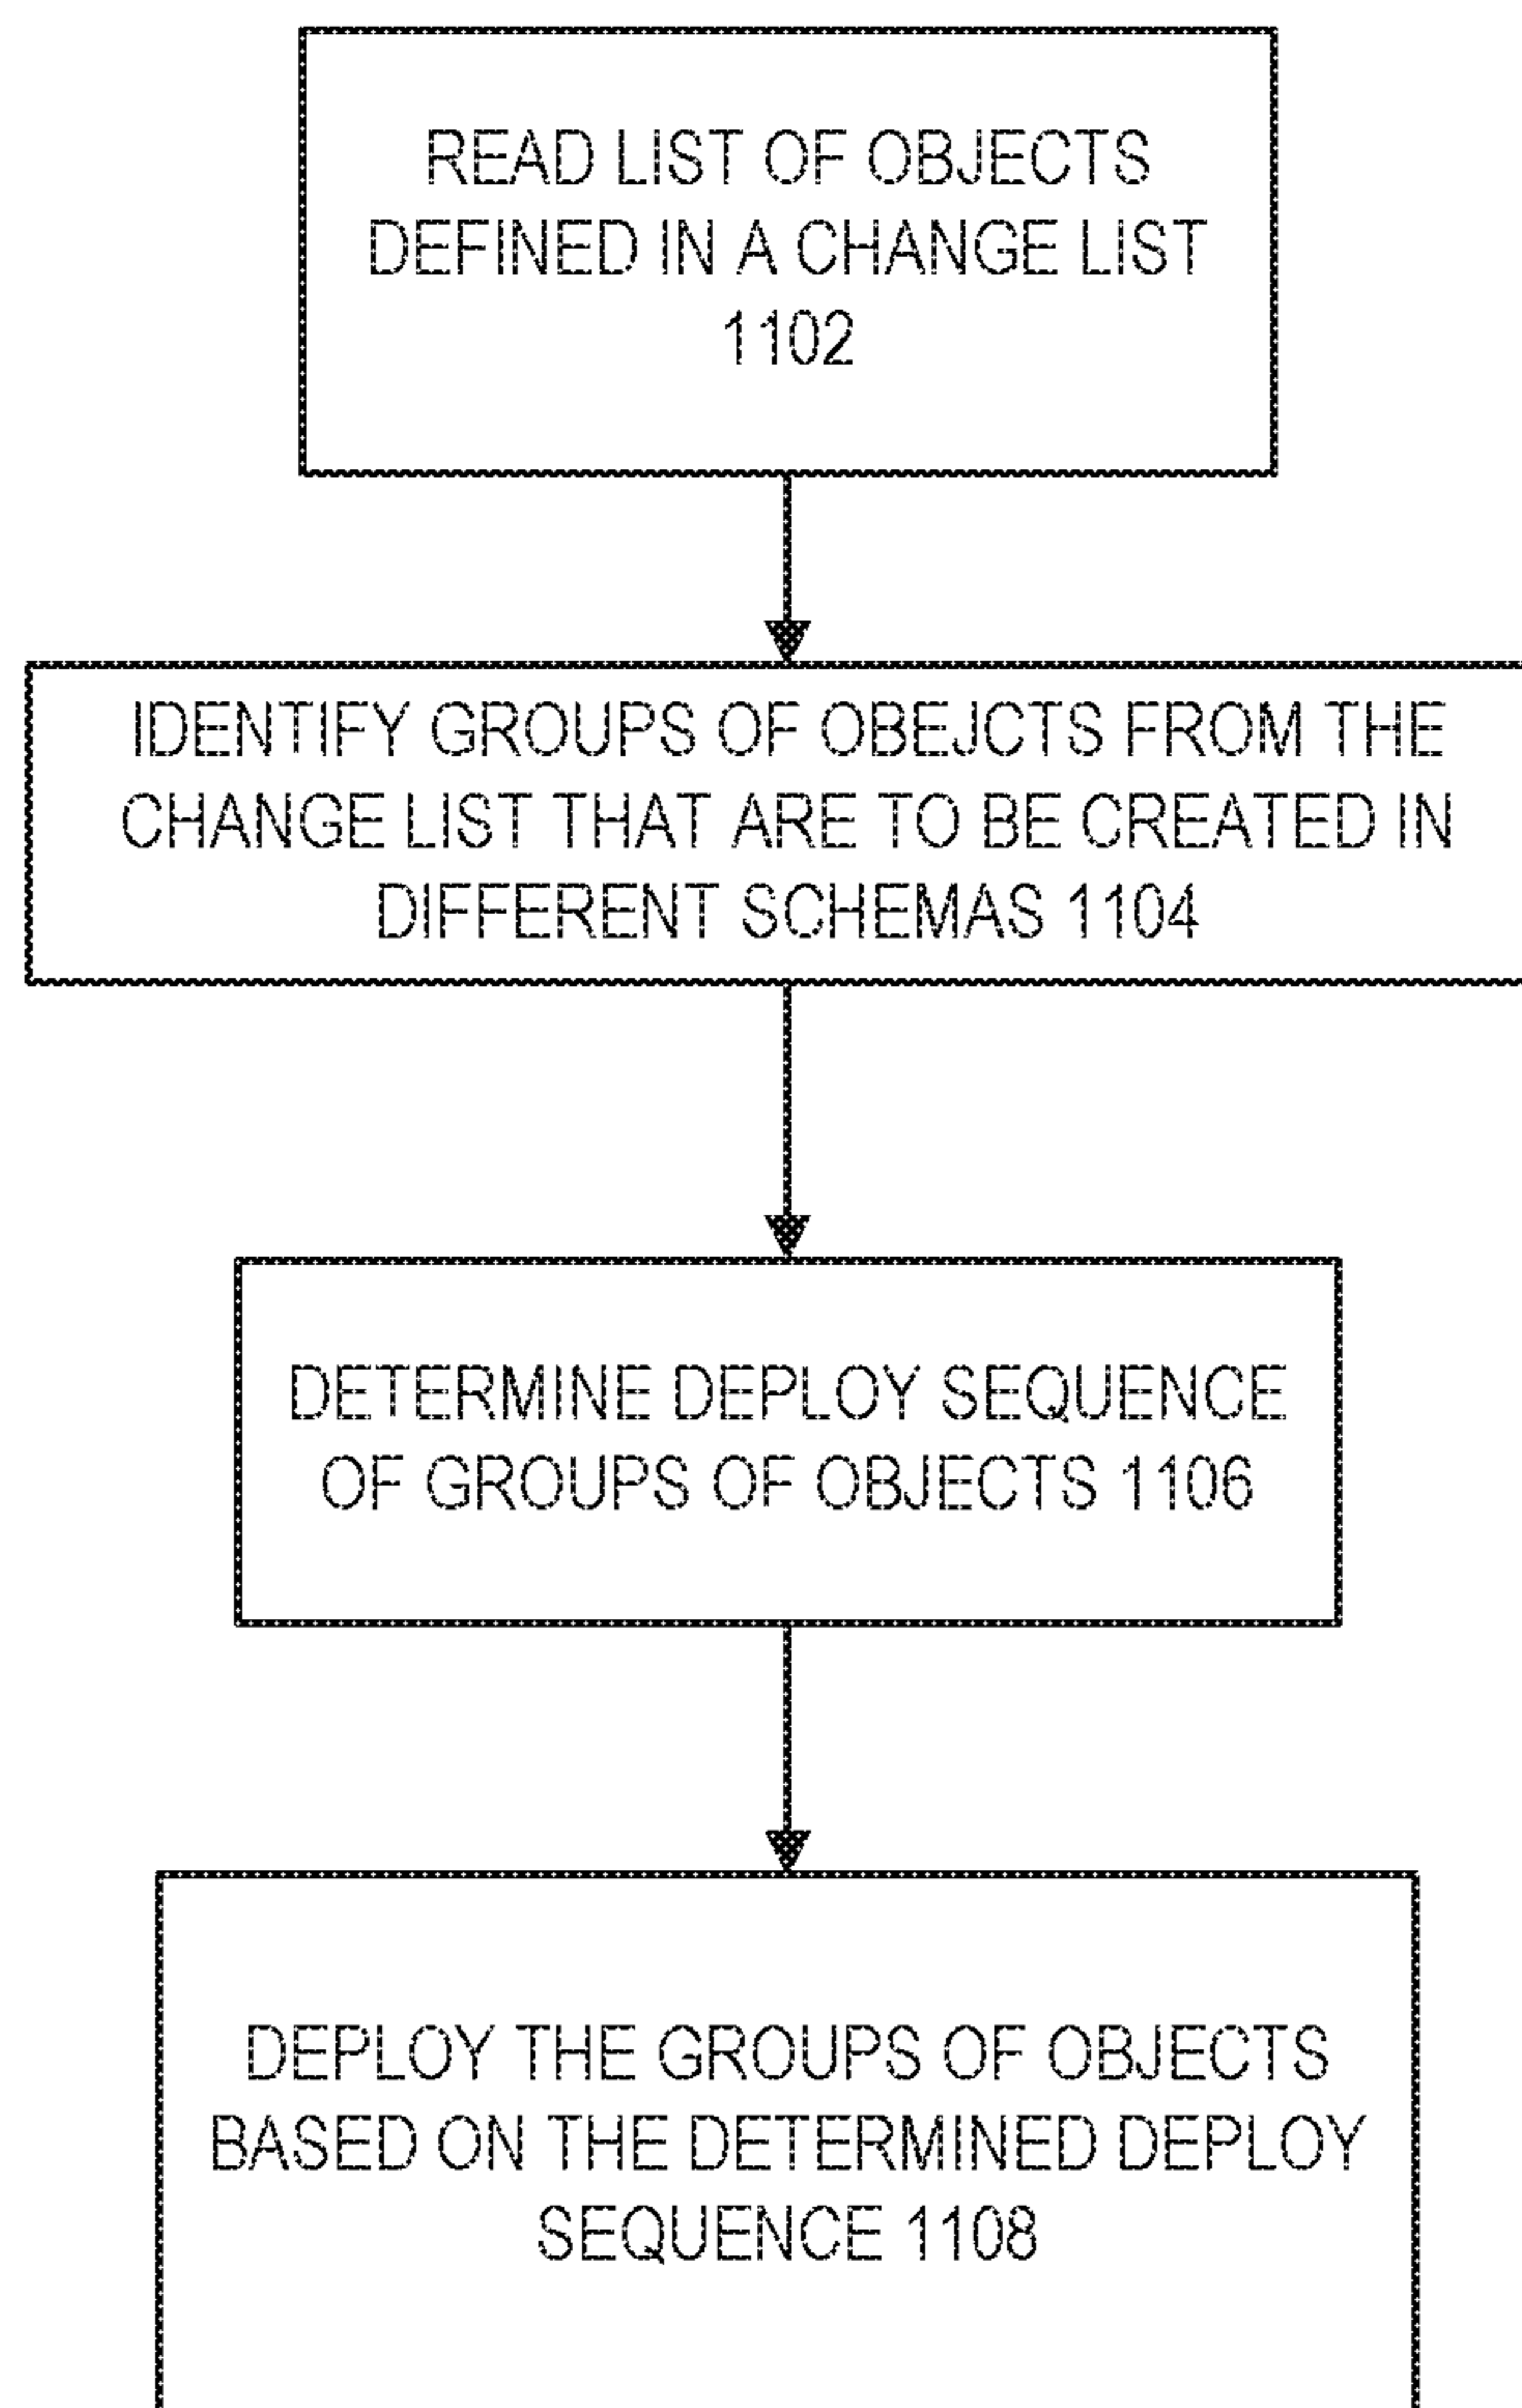 READ LIST OF OBJECTS
DEFINED IN A CHANGE LIST
1102
IDENTIFY GROUPS OF OBEJCTS FROM THE
CHANGE LIST THAT ARE TO BE CREATED IN
DIFFERENT SCHEMAS 1104
DETERMINE DEPLOY SEQUENCE
OF GROUPS OF OBJECTS 1106
DEPLOY THE GROUPS OF OBJECTS
BASED ON THE DETERMINED DEPLOY
SEQUENCE 1108